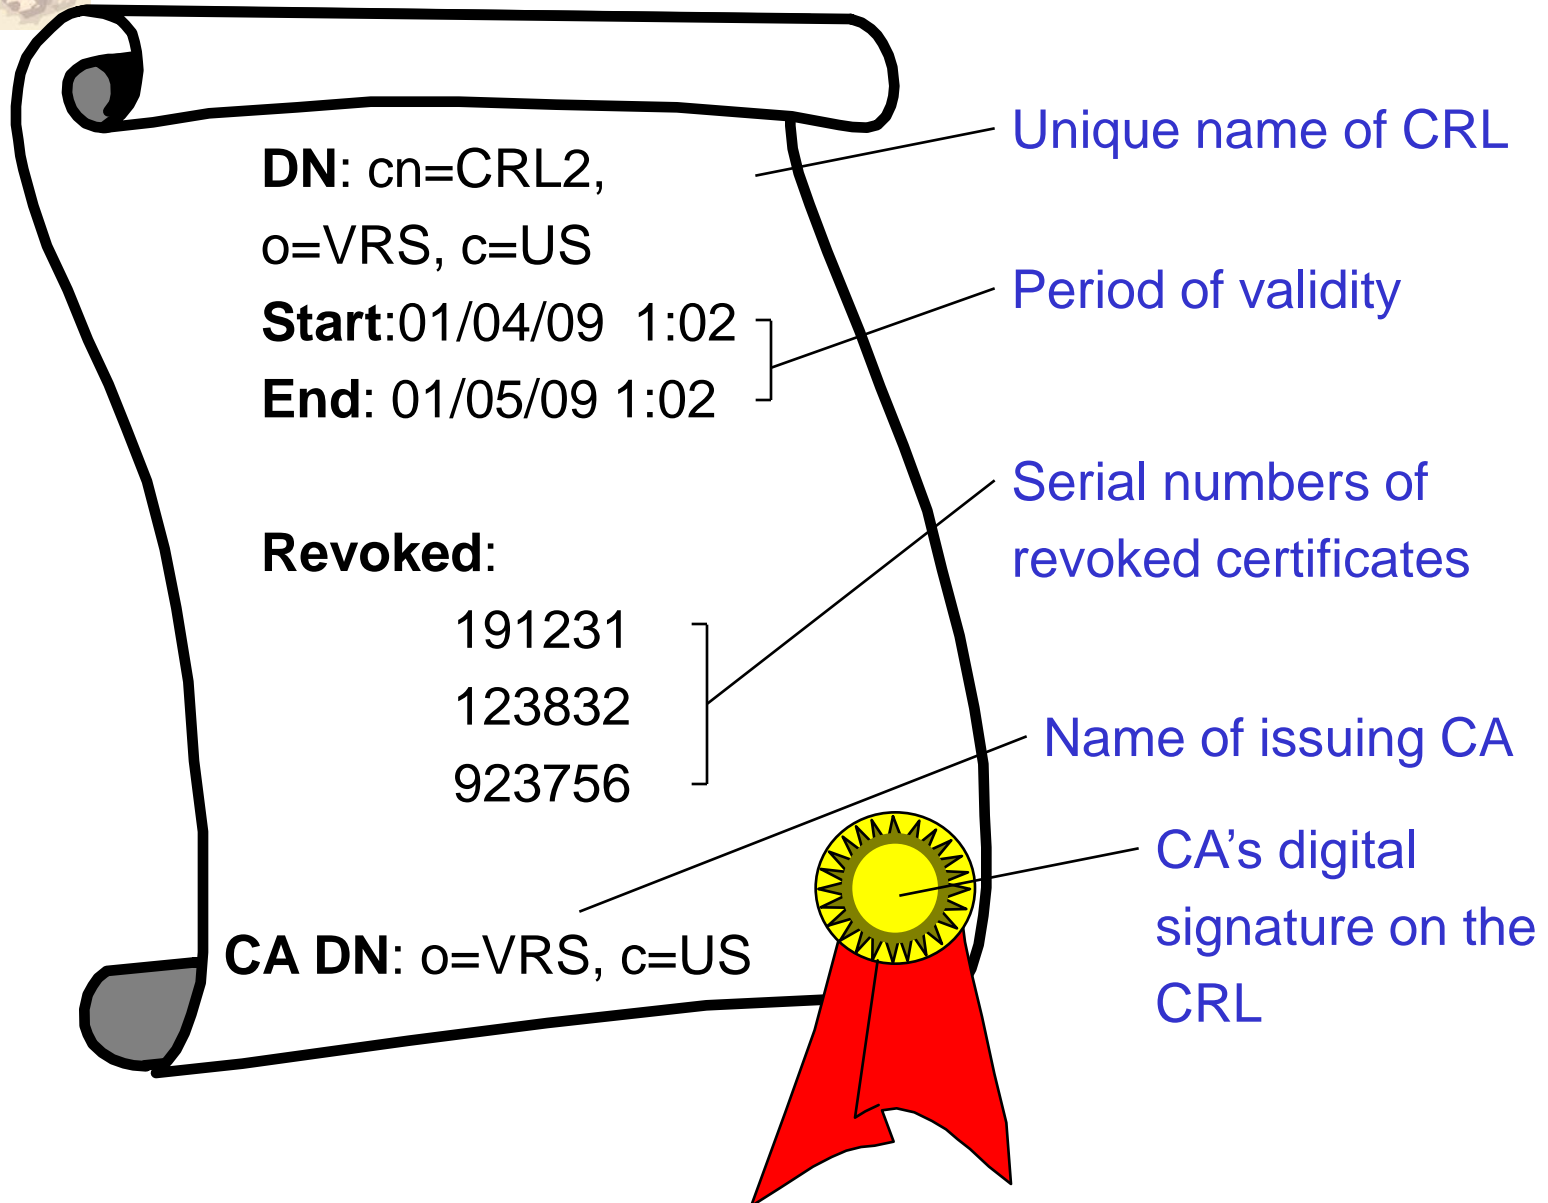 DN: cn=CRL2,
o=VRS, c=US
Start:01/04/09 1:02
End: 01/05/09 1:02
Revoked:
191231
123832
923756
CA DN: o=VRS, c=US
Unique name of CRL
Period of validity
Serial numbers of
revoked certificates
Name of issuing CA
CA’s digital
signature on the
CRL